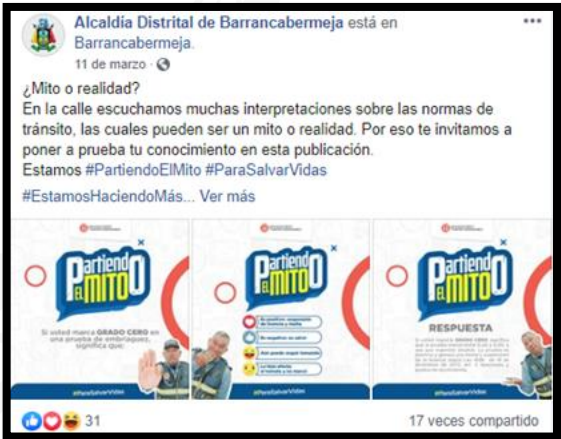 Alcaldía Distrital de Barrancabermeja está en
Barrancabermeja.
11 de marzo
¿Mito o realidad?
En la calle escuchamos muchas interpretaciones sobre las normas de
tránsito, las cuales pueden ser un mito o realidad. Por eso te invitamos a
poner a prueba tu conocimiento en esta publicación.
Estamos #PartiendoElMito #ParaSalvarVidas
#EstamosHaciendoMás... Ver más
Partiendo
EL MITO
Si usted marca GRADO CERO en
una prueba de embriaguez,
significa que:
#ParaSalvarVidas
Partiendo
EL MITO
#ParaSalvarVidas
Partiendo
EL MITO
RESPUESTA
#ParaSalvarVidas
31
17 veces compartido